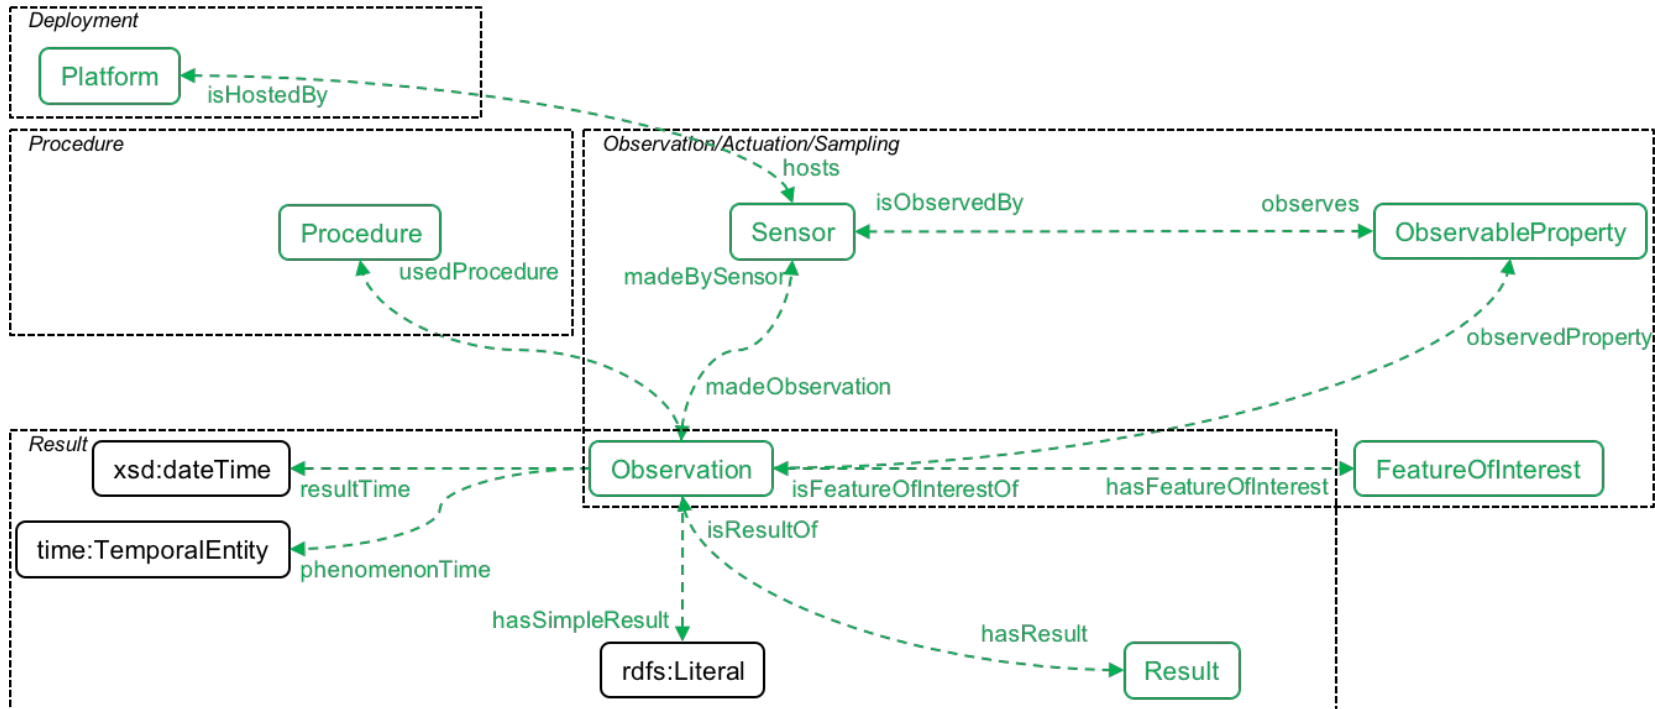 Deployment
Platform
isHostedBy
Procedure
Observation/Actuation/Sampling
hosts
Procedure
usedProcedure
Sensor
isObservedBy
observes
ObservableProperty
madeBySensor
observedProperty
madeObservation
Result
xsd:dateTime
resultTime
Observation
isFeatureOfInterestOf
hasFeatureOfInterest
FeatureOfInterest
time:TemporalEntity
phenomenonTime
isResultOf
hasSimpleResult
hasResult
rdfs:Literal
Result